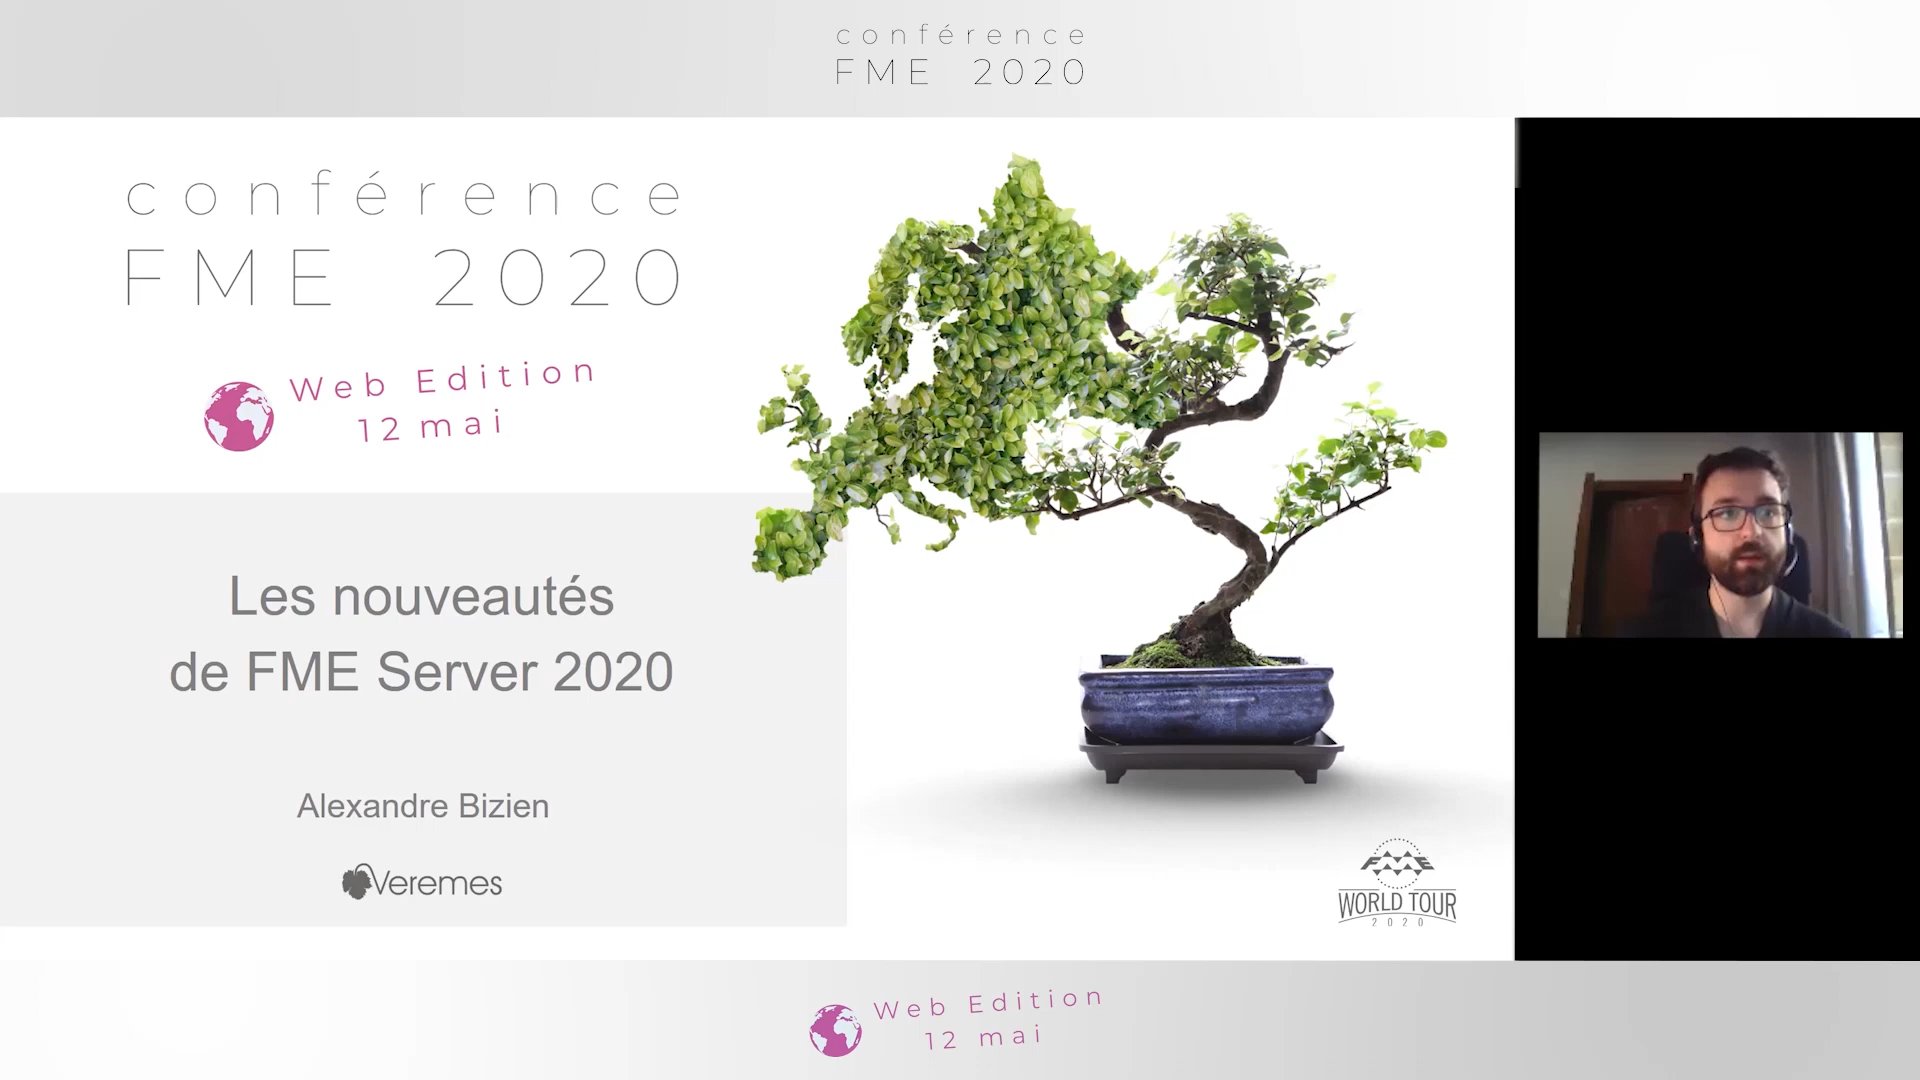 conférence
FME 2020
conférence
FME 2020
Web Edition
12 mai
Les nouveautés
de FME Server 2020
Alexandre Bizien
Veremes
FME
WORLD TOUR
2020
Web Edition
12 mai